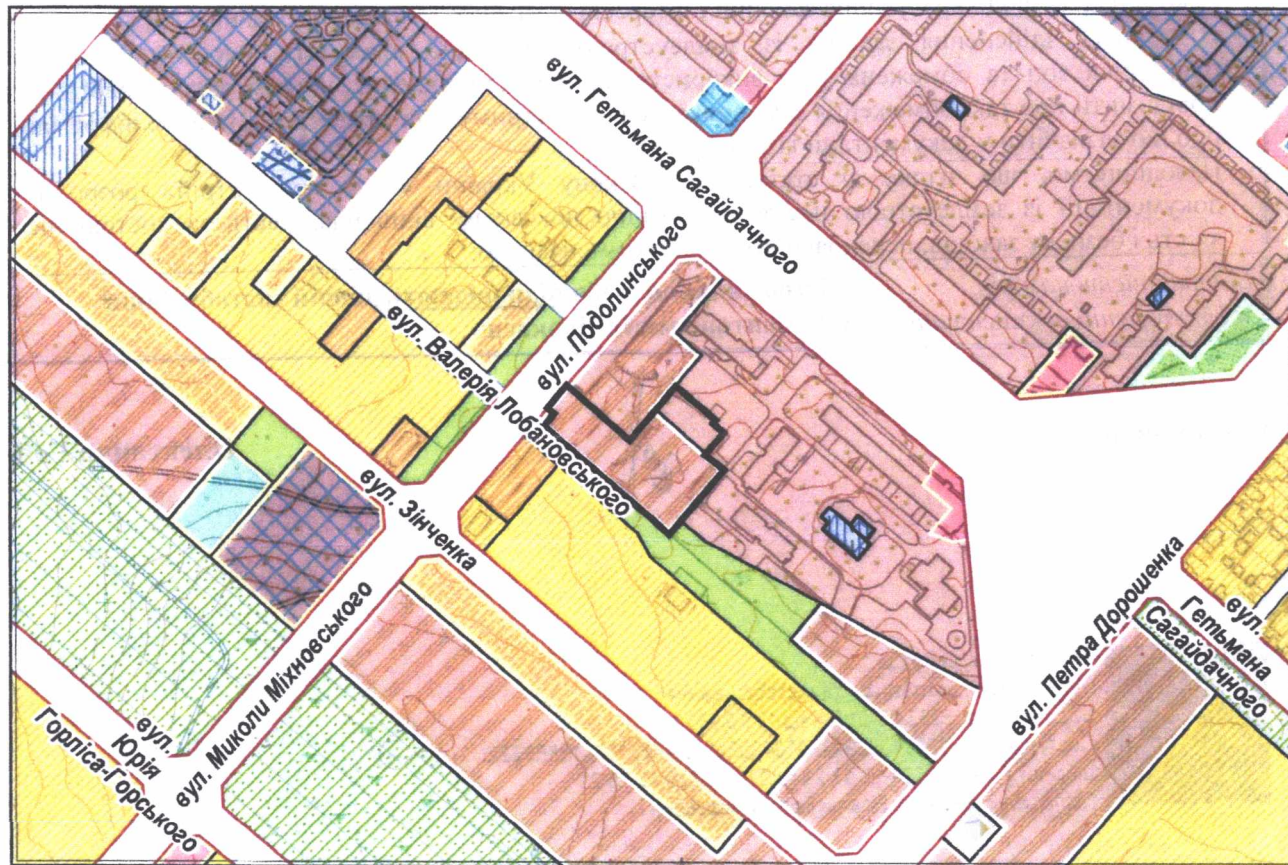 вул. Гетьмана Сагайдачного
вул. Подолинського
вул. Валерія Лобановського
вул. Зінченка
вул. Миколи Міхновського
вул.
Юрія
Горліса-Горського
вул. Петра Дорошенка
вул.
Гетьмана
Сагайдачного